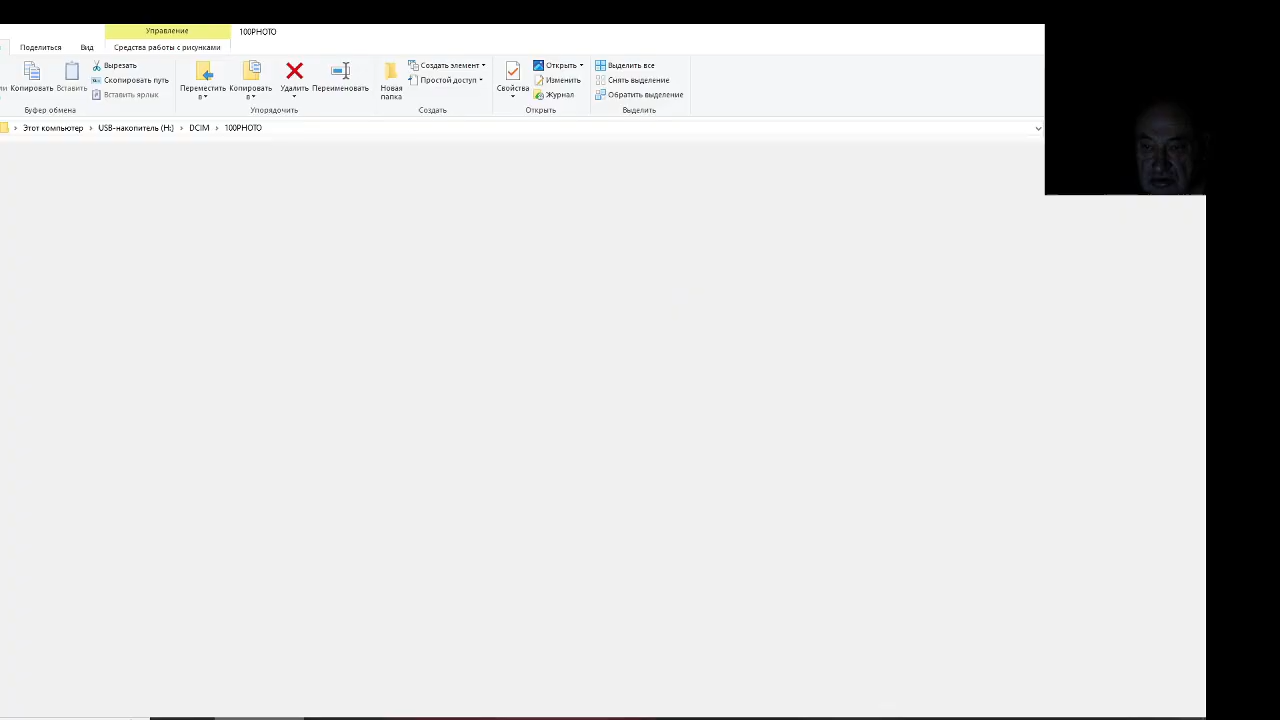 Управление 100PHOTO
Поделиться Вид Средства работы с рисунками
Копировать
Вставить
Вырезать
Скопировать путь
Вставить ярлык
Буфер обмена
Переместить в
Копировать в
Удалить
Переименовать
Упорядочить
Новая папка
Создать элемент
Простой доступ
Создать
Свойства
Открыть
Изменить
Журнал
Открыть
Выделить все
Снять выделение
Обратить выделение
Выделить
Этот компьютер › USB-накопитель (H:) › DCIM › 100PHOTO